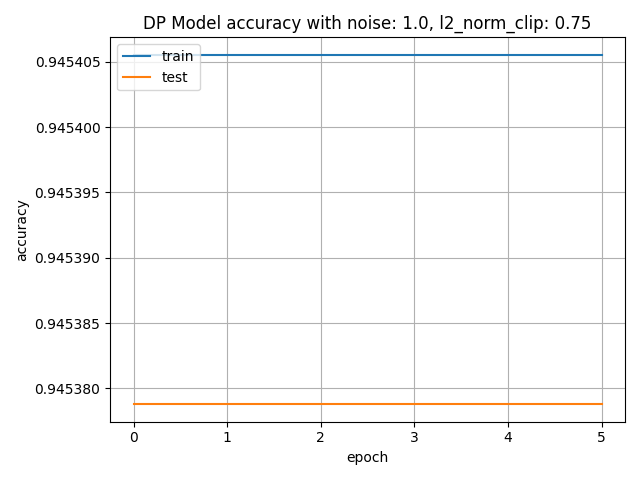 DP Model accuracy with noise: 1.0, l2_norm_clip: 0.75
train
test
0.945405
0.945400
0.945395
0.945390
0.945385
0.945380
accuracy
0 1 2 3 4 5
epoch